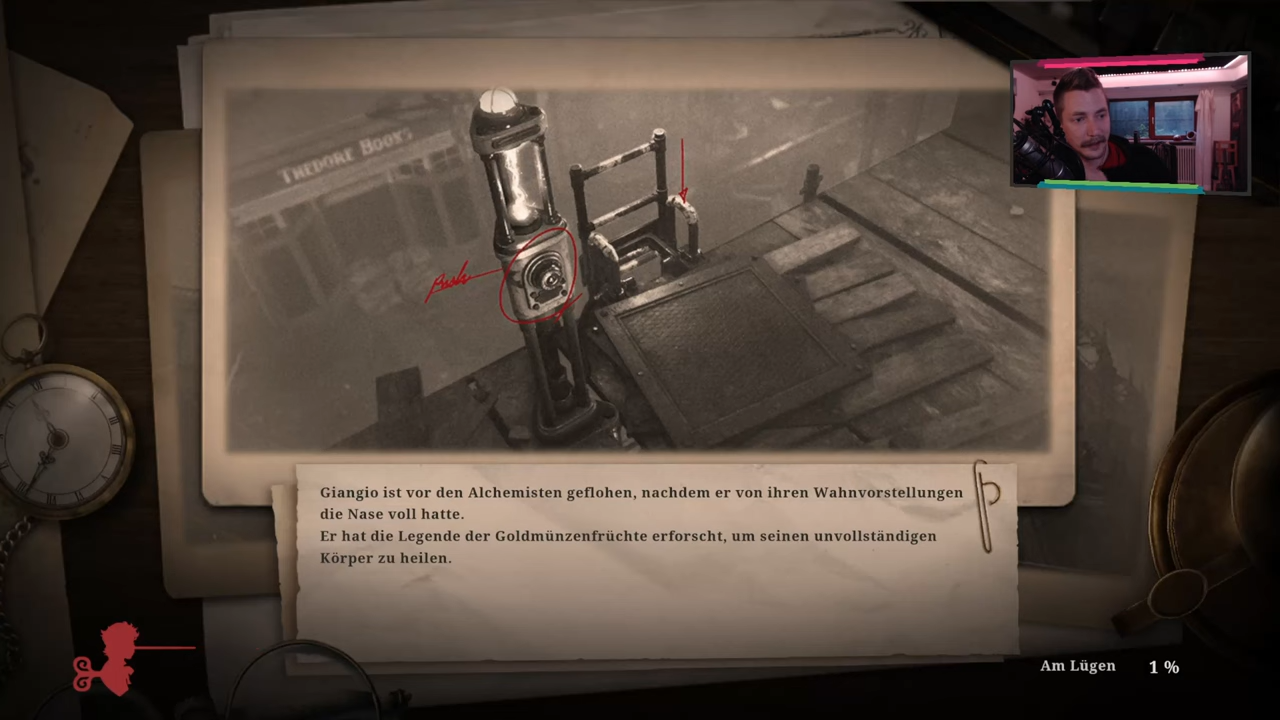 THEDORE BOOK'S
Push
Giangio ist vor den Alchemisten geflohen, nachdem er von ihren Wahnvorstellungen
die Nase voll hatte.
Er hat die Legende der Goldmünzenfrüchte erforscht, um seinen unvollständigen
Körper zu heilen.
Am Lügen 1 %